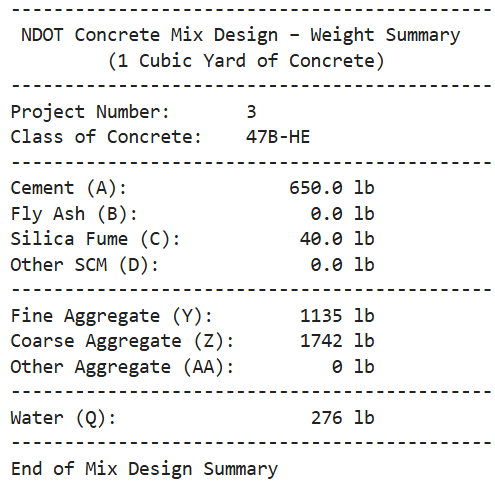 ---------------------------------------------
NDOT Concrete Mix Design – Weight Summary
(1 Cubic Yard of Concrete)
---------------------------------------------
Project Number: 3
Class of Concrete: 47B-HE
---------------------------------------------
Cement (A): 650.0 lb
Fly Ash (B): 0.0 lb
Silica Fume (C): 40.0 lb
Other SCM (D): 0.0 lb
---------------------------------------------
Fine Aggregate (Y): 1135 lb
Coarse Aggregate (Z): 1742 lb
Other Aggregate (AA): 0 lb
---------------------------------------------
Water (Q): 276 lb
---------------------------------------------
End of Mix Design Summary